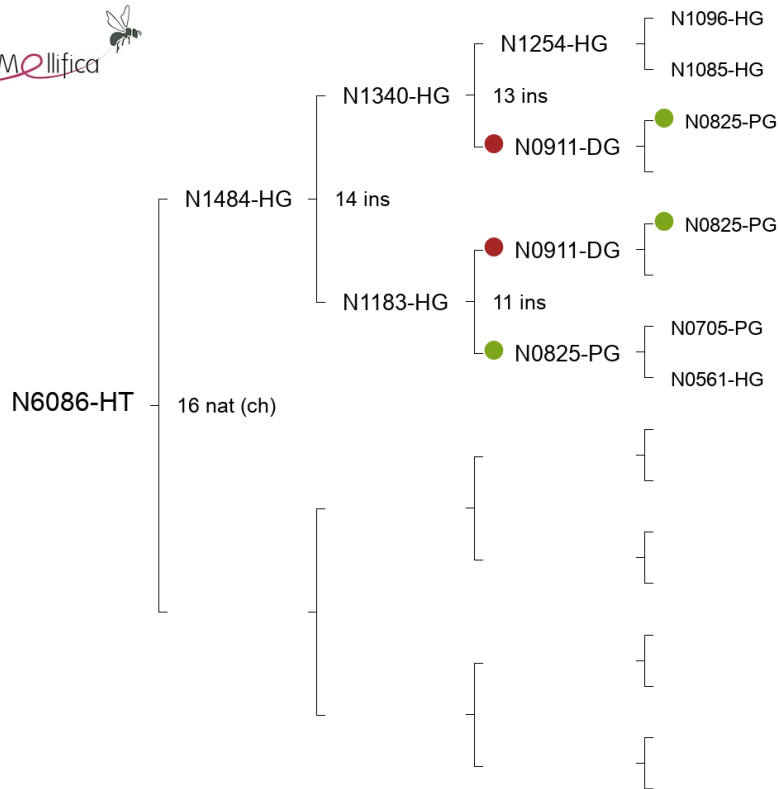 Mellifica
N1096-HG
N1254-HG
N1085-HG
N1340-HG
13 ins
N0825-PG
N0911-DG
N1484-HG
14 ins
N0825-PG
N0911-DG
N1183-HG
11 ins
N0705-PG
N0825-PG
N0561-HG
N6086-HT
16 nat (ch)